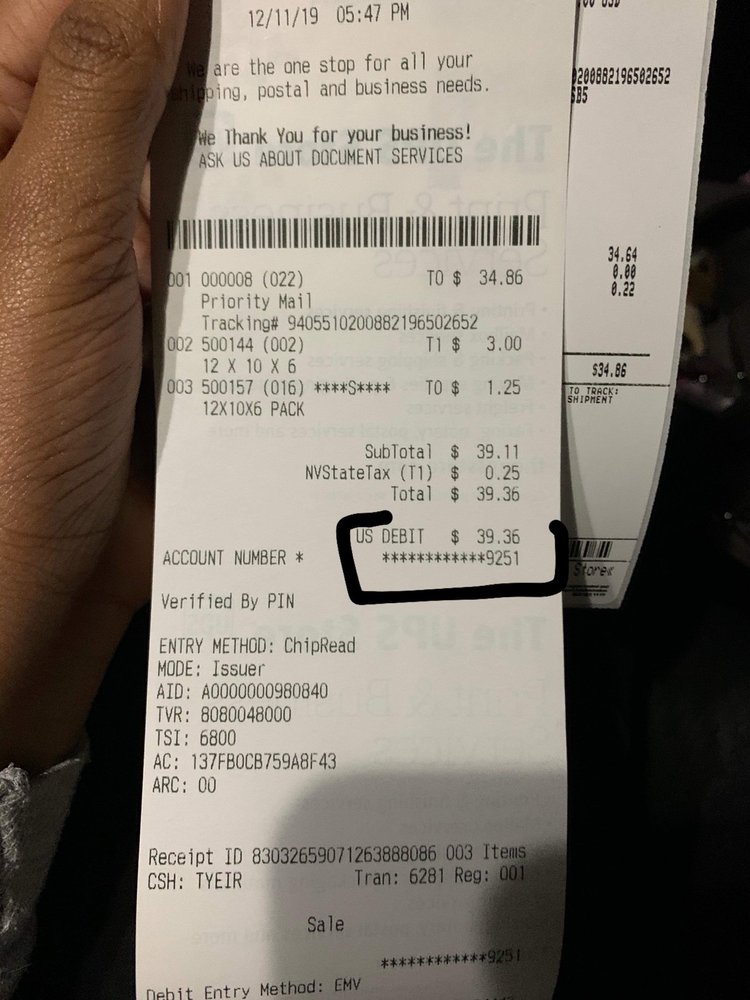 12/11/19 05:47 PM
We are the one stop for all your
shipping, postal and business needs.
We Thank You for your business!
ASK US ABOUT DOCUMENT SERVICES
001 000008 (022) TO $ 34.86
Priority Mail
Tracking# 9405510200882196502652
002 500144 (002) T1 $ 3.00
12 X 10 X 6
003 500157 (016) ****S**** TO $ 1.25
12X10X6 PACK
SubTotal $ 39.11
NVStateTax (T1) $ 0.25
Total $ 39.36
US DEBIT $ 39.36
ACCOUNT NUMBER * ************9251
Verified By PIN
ENTRY METHOD: ChipRead
MODE: Issuer
AID: A0000000980840
TVR: 8080048000
TSI: 6800
AC: 137FB0CB759A8F43
ARC: 00
Receipt ID 83032659071263888086 003 Items
CSH: TYEIR Tran: 6281 Reg: 001
Sale
************9251
Debit Entry Method: EMV
0200882196502652
SB5
34.64
0.00
0.22
$34.86
TO TRACK:
SHIPMENT
Store